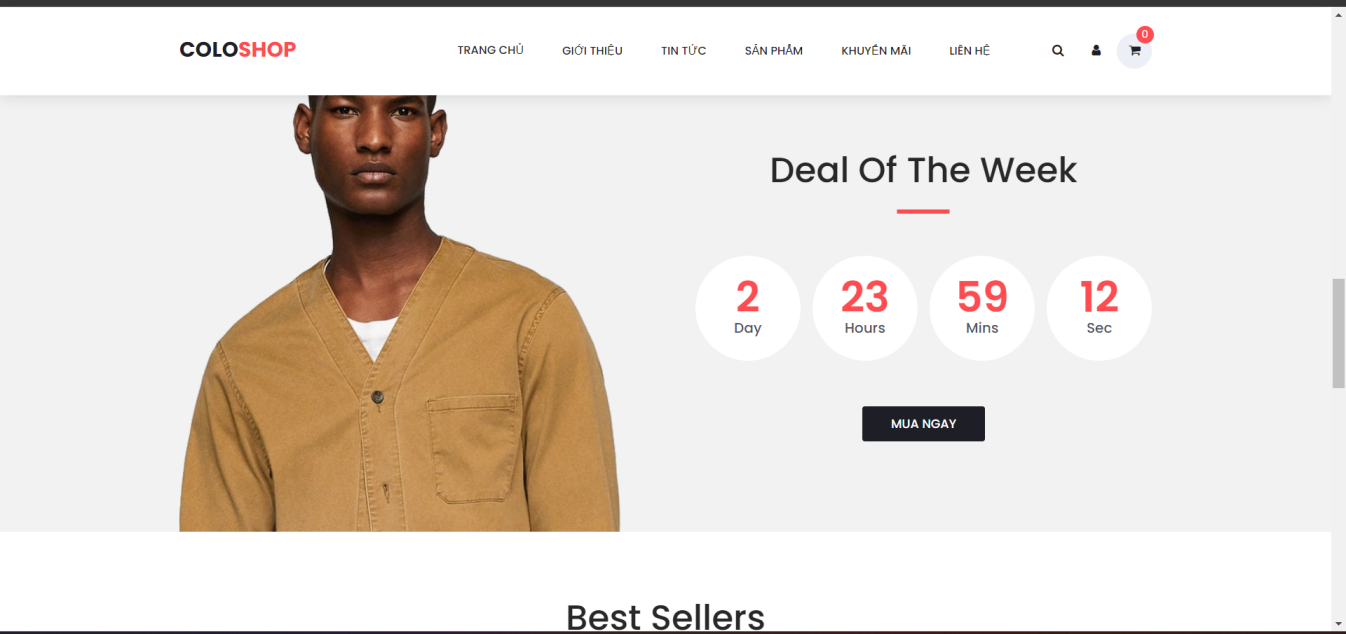 COLOSHOP
TRANG CHỦ
GIỚI THIỆU
TIN TỨC
SẢN PHẨM
KHUYẾN MÃI
LIÊN HỆ
0
Deal Of The Week
2
Day
23
Hours
59
Mins
12
Sec
MUA NGAY
Best Sellers